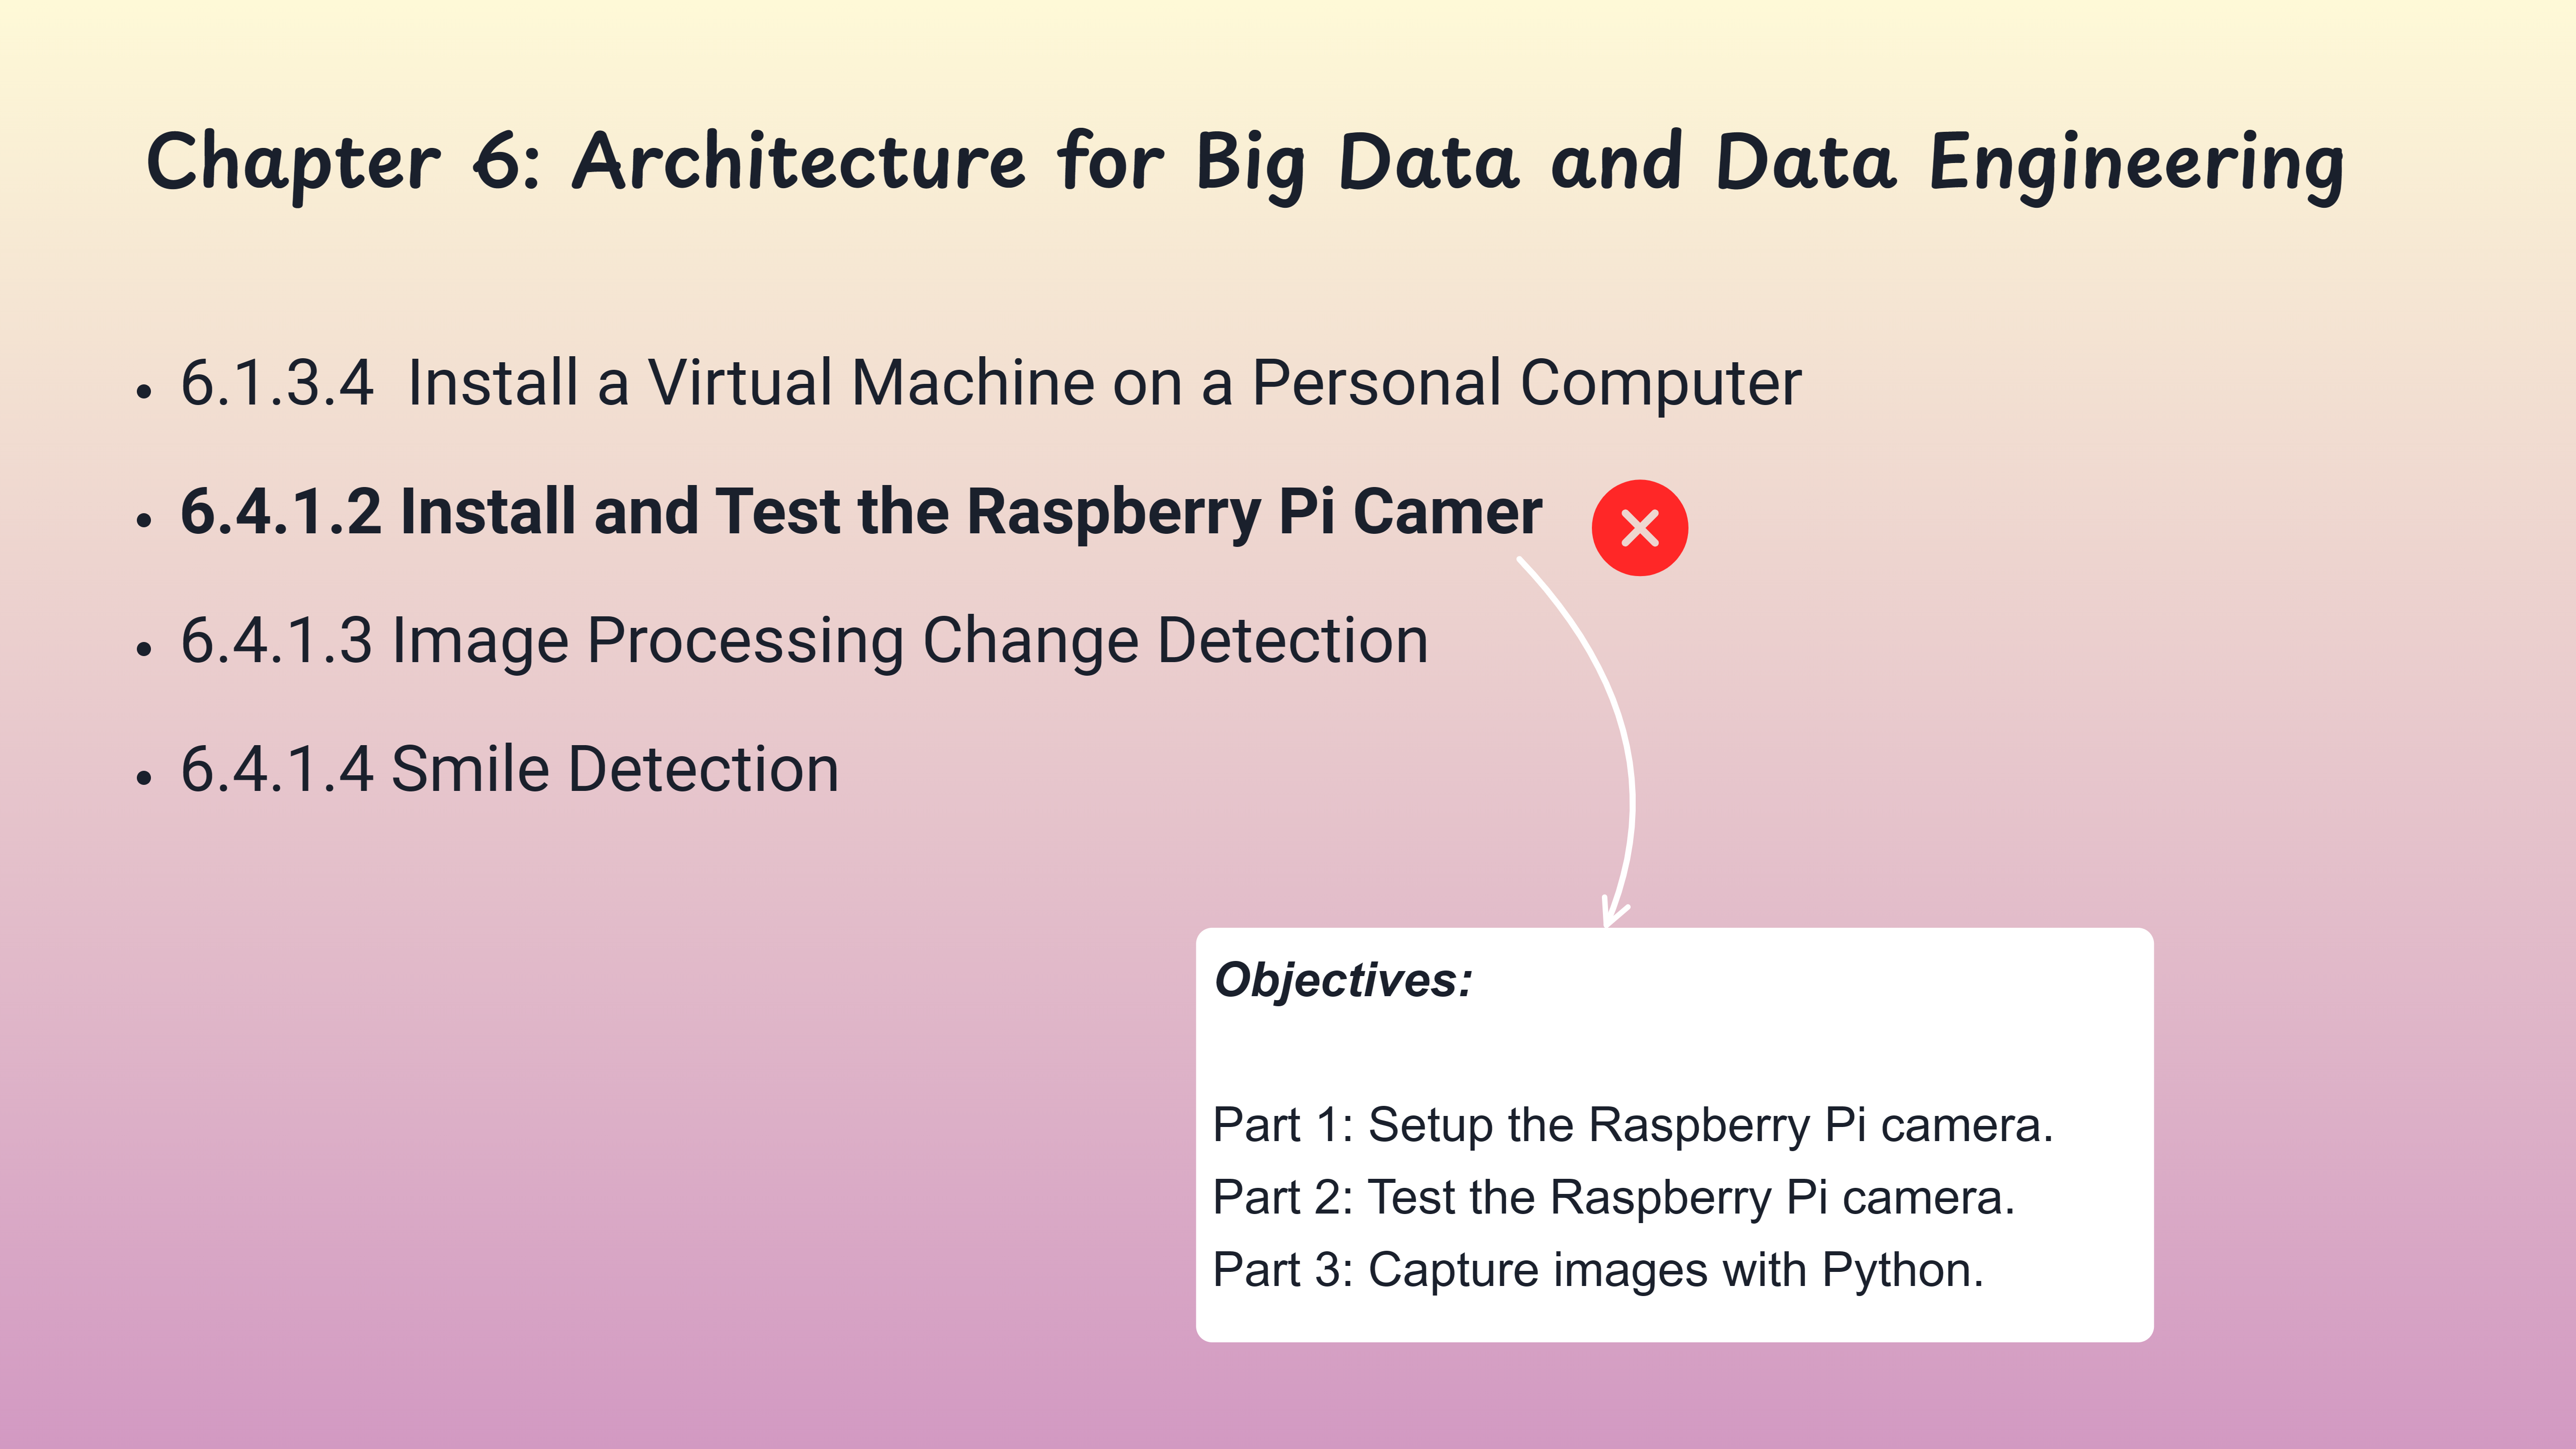 Chapter 6: Architecture for Big Data and Data Engineering
• 6.1.3.4  Install a Virtual Machine on a Personal Computer
• 6.4.1.2 Install and Test the Raspberry Pi Camer
• 6.4.1.3 Image Processing Change Detection
• 6.4.1.4 Smile Detection
Objectives:
Part 1: Setup the Raspberry Pi camera.
Part 2: Test the Raspberry Pi camera.
Part 3: Capture images with Python.